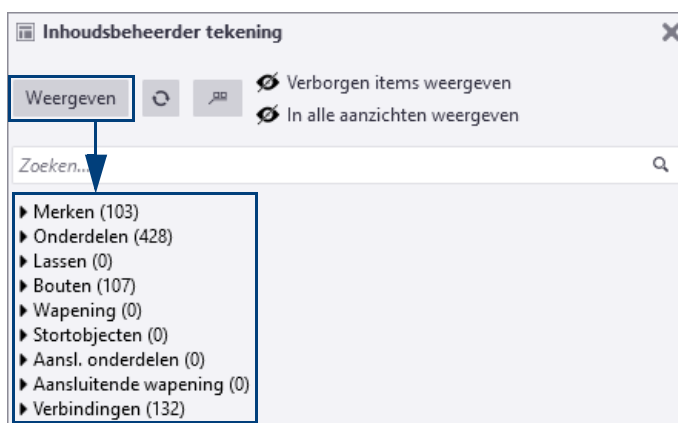 Inhoudsbeheerder tekening
Weergeven
Verborgen items weergeven
In alle aanzichten weergeven
Zoeken...
Merken (103)
Onderdelen (428)
Lassen (0)
Bouten (107)
Wapening (0)
Stortobjecten (0)
Aansl. onderdelen (0)
Aansluitende wapening (0)
Verbindingen (132)